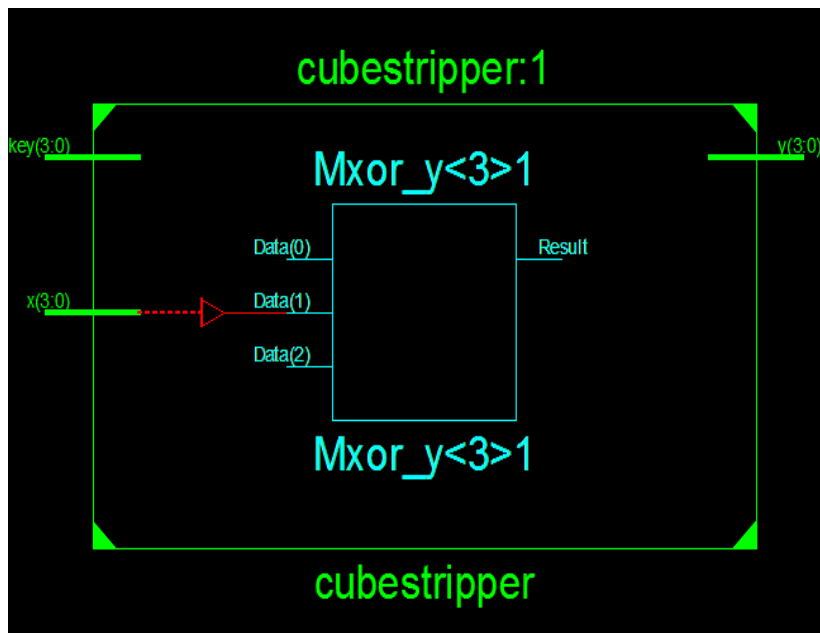 cubestripper:1
key(3:0)
y(3:0)
Mxor_y<3>1
Data(0)
Result
x(3:0)
Data(1)
Data(2)
Mxor_y<3>1
cubestripper